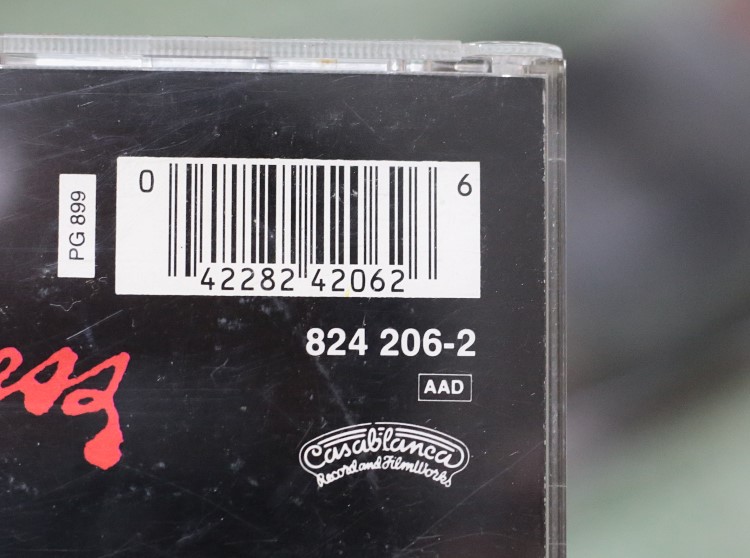 0 42282 42062 6
PG 899
824 206-2
AAD
Casablanca
Record and FilmWorks